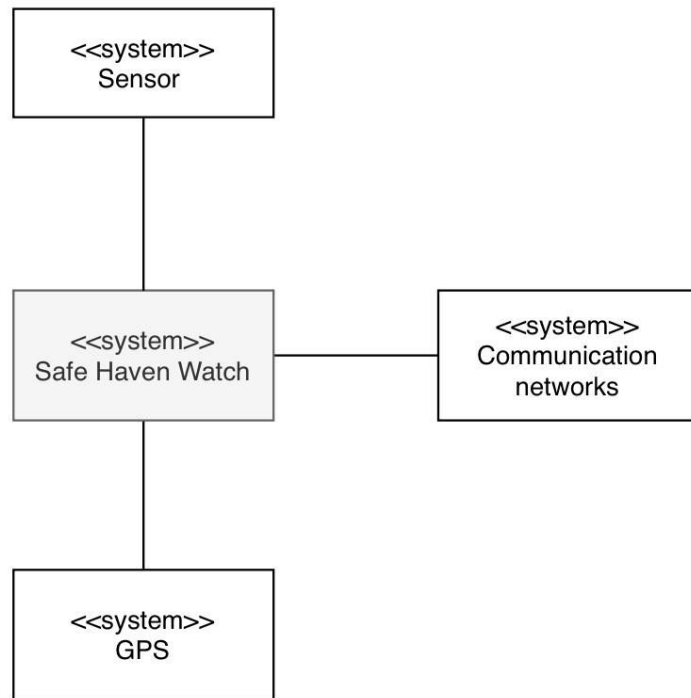 <<system>>
Sensor
<<system>>
Safe Haven Watch
<<system>>
Communication
networks
<<system>>
GPS